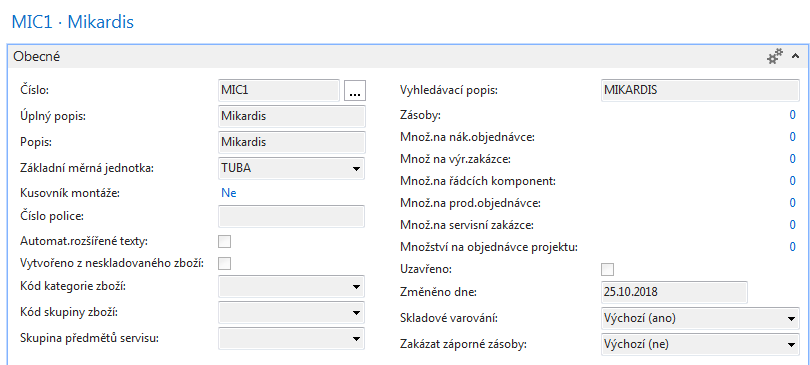 MIC1 · Mikardis
Obecné
Číslo: MIC1 ...
Úplný popis: Mikardis
Popis: Mikardis
Základní měrná jednotka: TUBA
Kusovník montáže: Ne
Číslo police:
Automat.rozšířené texty:
Vytvořeno z neskladovaného zboží:
Kód kategorie zboží:
Kód skupiny zboží:
Skupina předmětů servisu:
Vyhledávací popis: MIKARDIS
Zásoby: 0
Množ.na nák.objednávce: 0
Množ na výr.zakázce: 0
Množ.na řádcích komponent: 0
Množ.na prod.objednávce: 0
Množ.na servisní zakázce: 0
Množství na objednávce projektu: 0
Uzavřeno:
Změněno dne: 25.10.2018
Skladové varování: Výchozí (ano)
Zakázat záporné zásoby: Výchozí (ne)